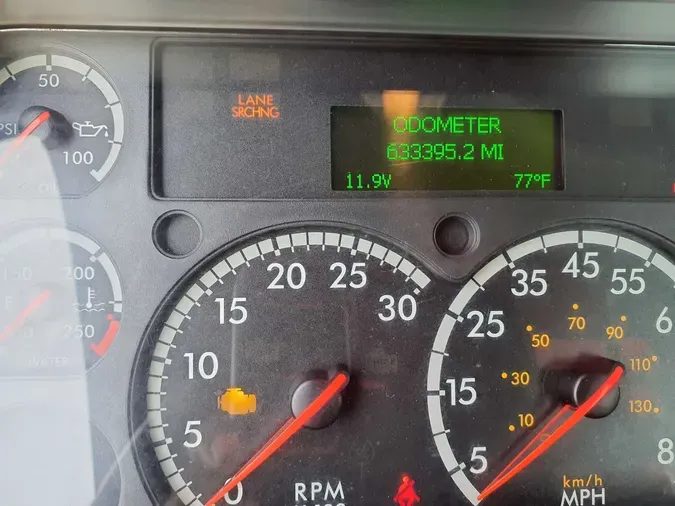 LANE
SRCHNG
ODOMETER
633395.2 MI
11.9V 77°F
50
PSI
100
200
250
WATER
0
5
10
15
20
25
30
RPM
5
15
25
35
45
55
6
8
10
30
50
70
90
110
130
km/h
MPH